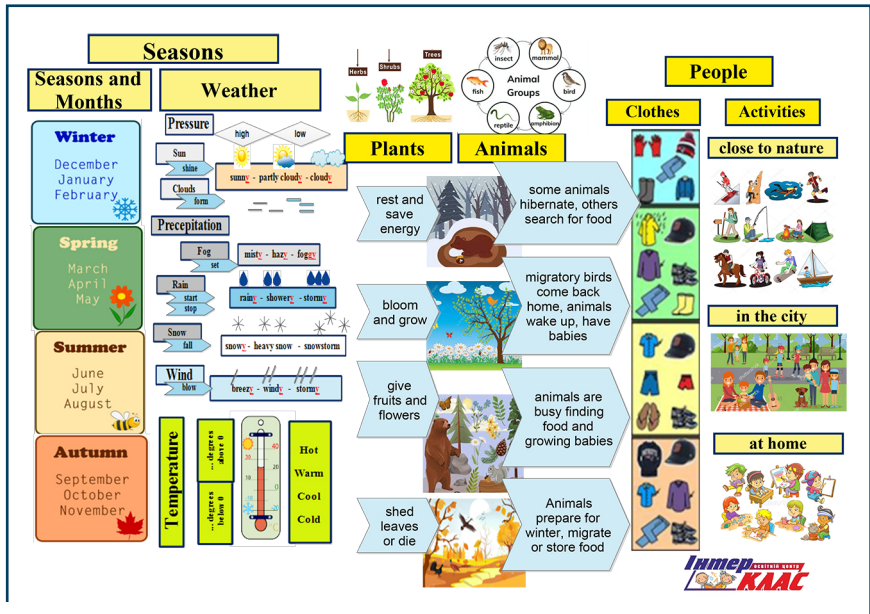 Seasons
Seasons and
Months
Weather
Winter
December
January
February
Spring
March
April
May
Summer
June
July
August
Autumn
September
October
November
Pressure
high
low
Sun
shine
sunny - partly cloudy - cloudy
Clouds
form
Precepitation
Fog
set
misty - hazy - foggy
Rain
start
stop
rainy - showery - stormy
Snow
fall
snowy - heavy snow - snowstorm
Wind
blow
breezy - windy - stormy
Temperature
... degrees
above 0
... degrees
below 0
40
20
0
20
Hot
Warm
Cool
Cold
Herbs
Shrubs
Trees
Animal
Groups
insect
mammal
bird
amphibion
reptile
fish
Plants
Animals
rest and
save
energy
some animals
hibernate, others
search for food
bloom
and grow
migratory birds
come back
home, animals
wake up, have
babies
give
fruits and
flowers
animals are
busy finding
food and
growing babies
shed
leaves
or die
Animals
prepare for
winter, migrate
or store food
People
Clothes
Activities
close to nature
in the city
at home
Інтер
освітній центр
КЛАС